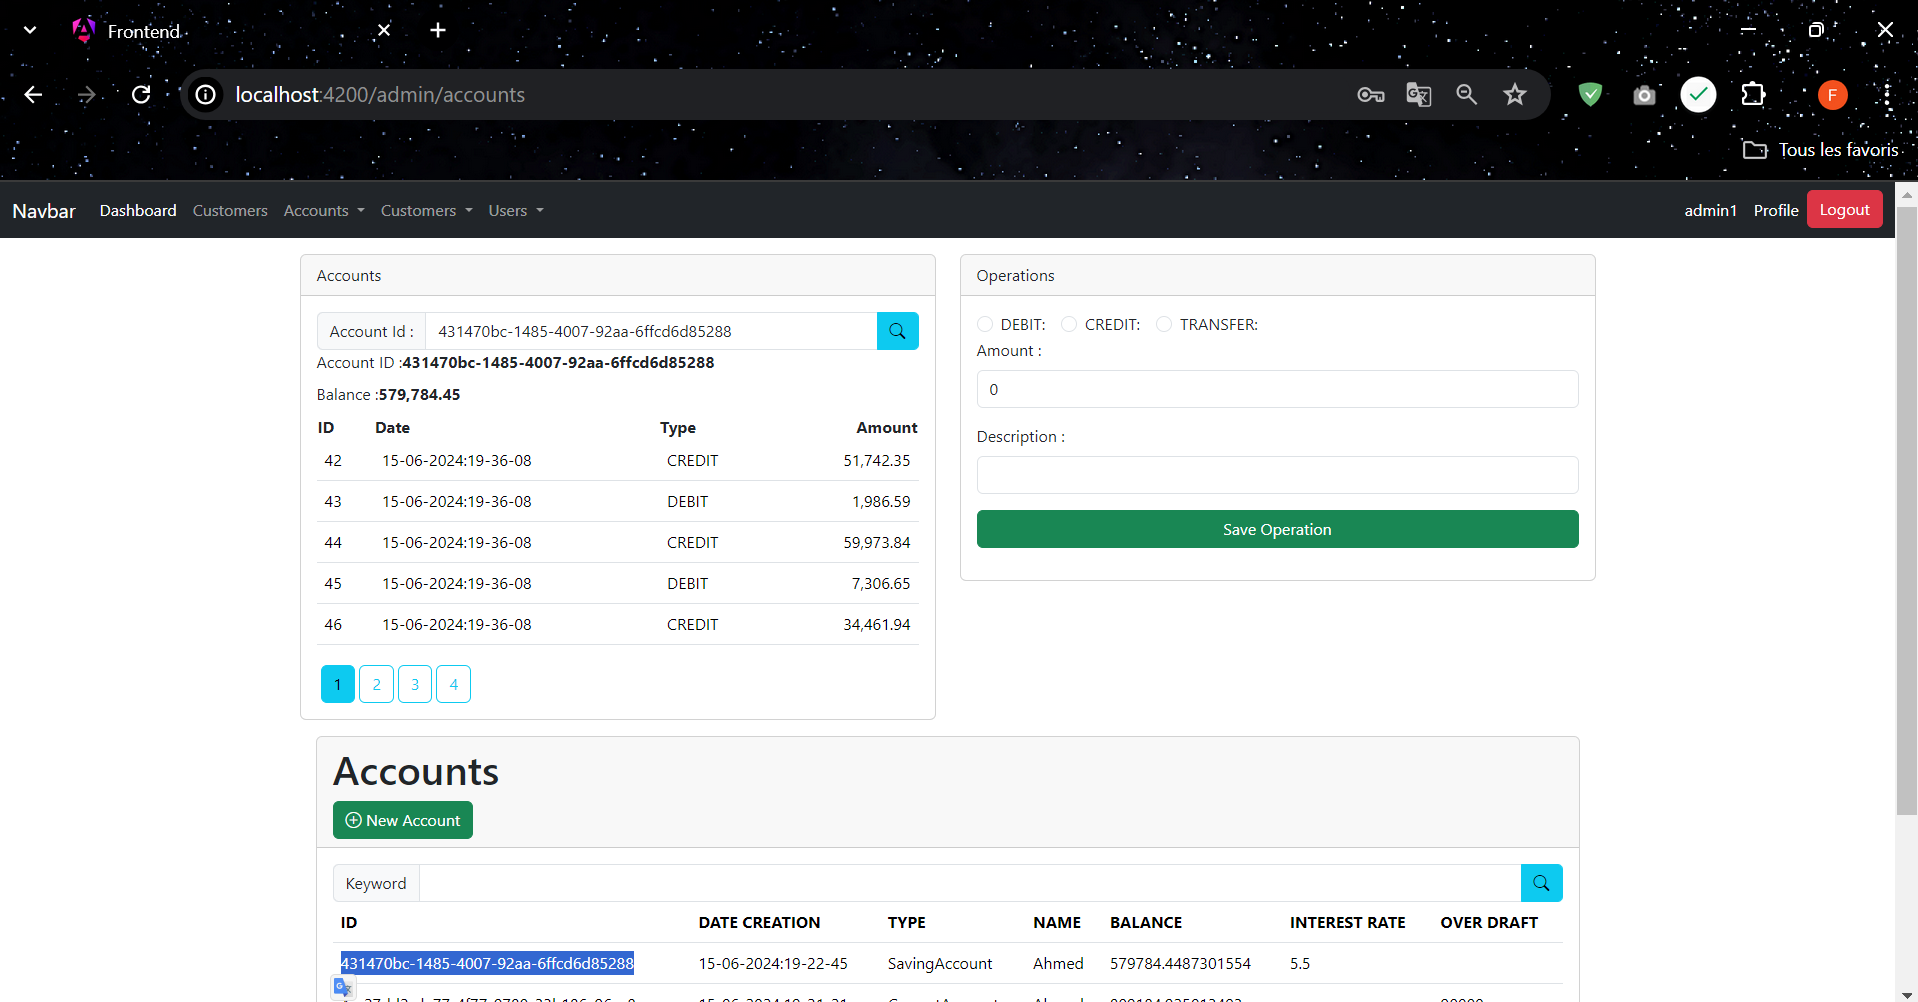 Frontend
localhost:4200/admin/accounts
F
Tous les favoris
Navbar Dashboard Customers Accounts Customers Users admin1 Profile Logout
Accounts
Account Id : 431470bc-1485-4007-92aa-6ffcd6d85288
Account ID :431470bc-1485-4007-92aa-6ffcd6d85288
Balance :579,784.45
ID Date Type Amount
42 15-06-2024:19-36-08 CREDIT 51,742.35
43 15-06-2024:19-36-08 DEBIT 1,986.59
44 15-06-2024:19-36-08 CREDIT 59,973.84
45 15-06-2024:19-36-08 DEBIT 7,306.65
46 15-06-2024:19-36-08 CREDIT 34,461.94
1 2 3 4
Operations
DEBIT: CREDIT: TRANSFER:
Amount :
0
Description :
Save Operation
Accounts
New Account
Keyword
ID DATE CREATION TYPE NAME BALANCE INTEREST RATE OVER DRAFT
431470bc-1485-4007-92aa-6ffcd6d85288 15-06-2024:19-22-45 SavingAccount Ahmed 579784.4487301554 5.5